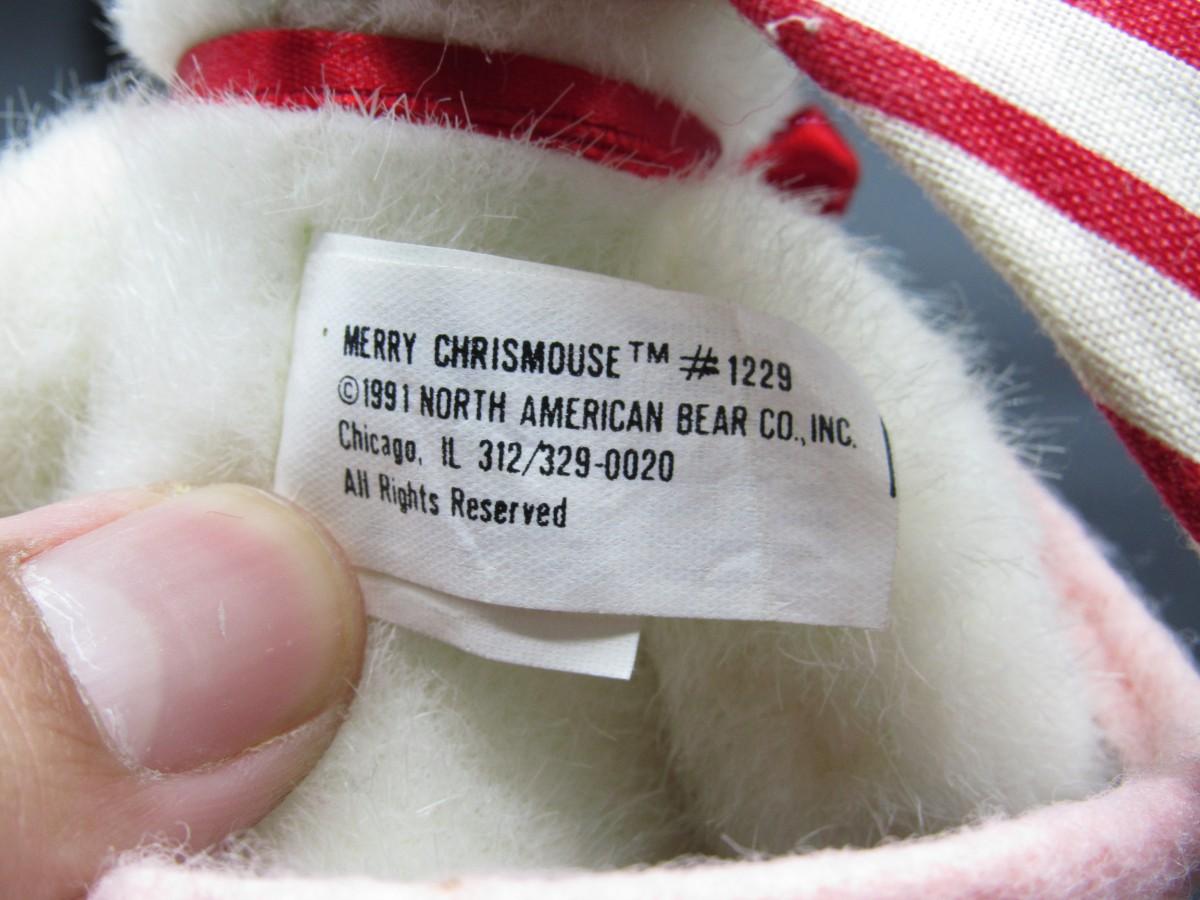 MERRY CHRISMOUSE™ #1229
©1991 NORTH AMERICAN BEAR CO., INC.
Chicago, IL 312/329-0020
All Rights Reserved